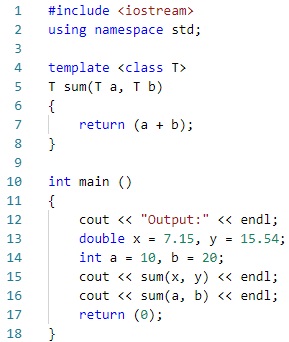 1 #include <iostream>
2 using namespace std;
3
4 template <class T>
5 T sum(T a, T b)
6 {
7     return (a + b);
8 }
9
10 int main ()
11 {
12     cout << "Output:" << endl;
13     double x = 7.15, y = 15.54;
14     int a = 10, b = 20;
15     cout << sum(x, y) << endl;
16     cout << sum(a, b) << endl;
17     return (0);
18 }